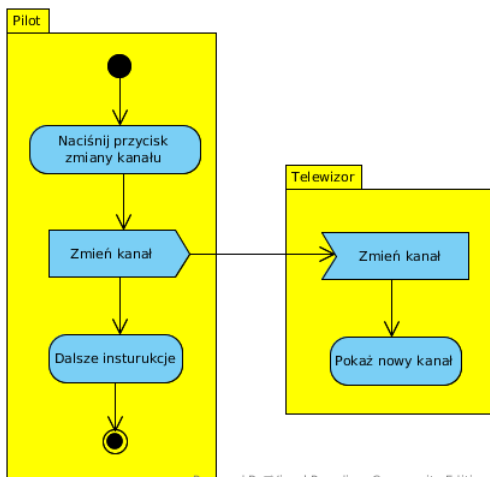 Pilot
Naciśnij przycisk
zmiany kanału
Telewizor
Zmień kanał
Zmień kanał
Dalsze insturukcje
Pokaż nowy kanał